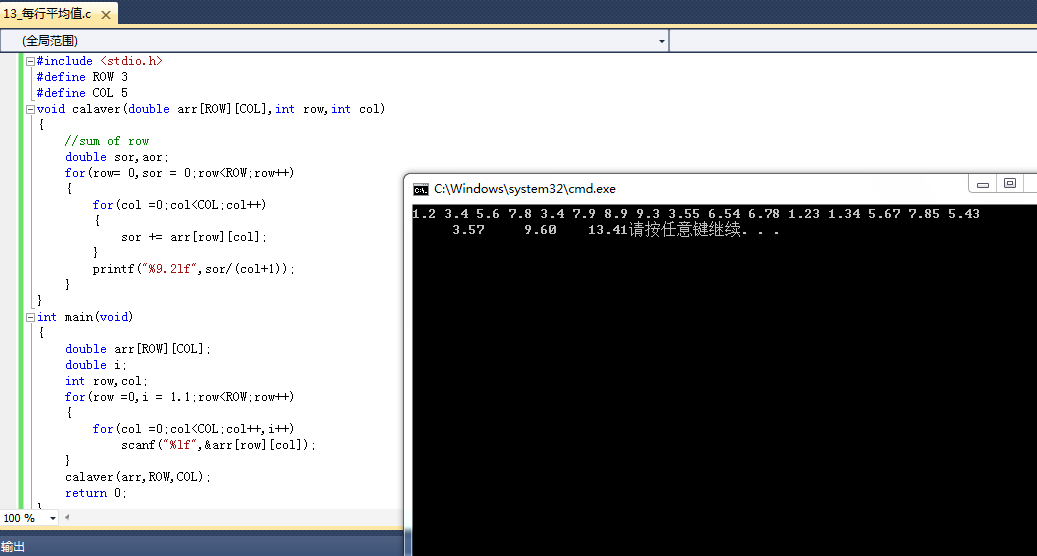 13_每行平均值.c
(全局范围)
#include <stdio.h>
#define ROW 3
#define COL 5
void calaver(double arr[ROW][COL],int row,int col)
{
//sum of row
double sor,aor;
for(row= 0,sor = 0;row<ROW;row++)
{
for(col =0;col<COL;col++)
{
sor += arr[row][col];
}
printf("%9.2lf",sor/(col+1));
}
}
int main(void)
{
double arr[ROW][COL];
double i;
int row,col;
for(row =0,i = 1.1;row<ROW;row++)
{
for(col =0;col<COL;col++,i++)
scanf("%lf",&arr[row][col]);
}
calaver(arr,ROW,COL);
return 0;
}
100 %
输出
C:\Windows\system32\cmd.exe
1.2 3.4 5.6 7.8 3.4 7.9 8.9 9.3 3.55 6.54 6.78 1.23 1.34 5.67 7.85 5.43
3.57 9.60 13.41请按任意键继续. . .